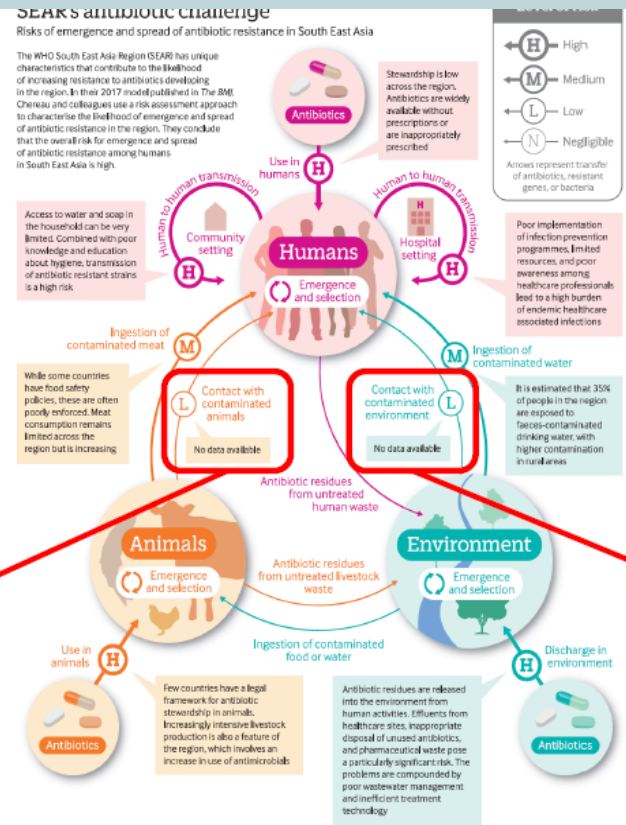 SEAR's antibiotic challenge
Risks of emergence and spread of antibiotic resistance in South East Asia
The WHO South East Asia Region (SEAR) has unique
characteristics that contribute to the likelihood
of increasing resistance to antibiotics developing
in the region. In their 2017 model published in The BMJ,
Chereau and colleagues use a risk assessment approach
to characterise the likelihood of emergence and spread
of antibiotic resistance in the region. They conclude
that the overall risk for emergence and spread
of antibiotic resistance among humans
in South East Asia is high.
H High
M Medium
L Low
N Negligible
Arrows represent transfer
of antibiotics, resistant
genes, or bacteria
Antibiotics
Stewardship is low
across the region.
Antibiotics are widely
available without
prescriptions or
are inappropriately
prescribed
Use in
humans
H
Human to human transmission
Community
setting
H
Access to water and soap in
the household can be very
limited. Combined with poor
knowledge and education
about hygiene, transmission
of antibiotic resistant strains
is a high risk
Humans
Emergence
and selection
Human to human transmission
Hospital
setting
H
Poor implementation
of infection prevention
programmes, limited
resources, and poor
awareness among
healthcare professionals
lead to a high burden
of endemic healthcare
associated infections
Ingestion of
contaminated meat
M
While some countries
have food safety
policies, these are often
poorly enforced. Meat
consumption remains
limited across the
region but is increasing
L
Contact with
contaminated
animals
No data available
Contact with
contaminated
environment
L
No data available
M
Ingestion of
contaminated water
It is estimated that 35%
of people in the region
are exposed to
faeces-contaminated
drinking water, with
higher contamination
in rural areas
Antibiotic residues
from untreated
human waste
Animals
Emergence
and selection
Antibiotic residues
from untreated livestock
waste
Environment
Emergence
and selection
Ingestion of contaminated
food or water
Use in
animals
H
Antibiotics
Few countries have a legal
framework for antibiotic
stewardship in animals.
Increasingly intensive livestock
production is also a feature of
the region, which involves an
increase in use of antimicrobials
Antibiotic residues are released
into the environment from
human activities. Effluents from
healthcare sites, inappropriate
disposal of unused antibiotics,
and pharmaceutical waste pose
a particularly significant risk. The
problems are compounded by
poor wastewater management
and inefficient treatment
technology
H
Discharge in
environment
Antibiotics